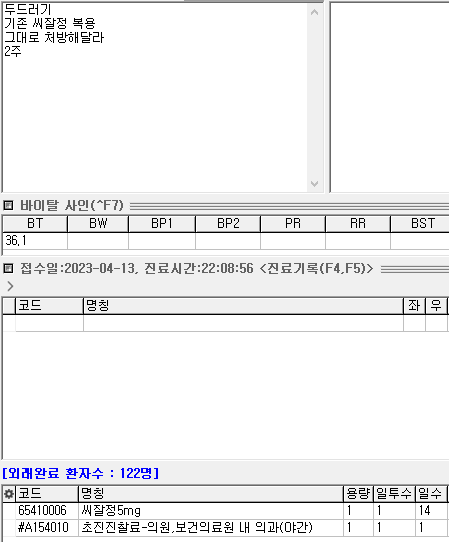 두드러기
기존 씨잘정 복용
그대로 처방해달라
2주
바이탈 사인(^F7)
BT BW BP1 BP2 PR RR BST
36.1
접수일:2023-04-13, 진료시간:22:08:56 <진료기록(F4,F5)>
코드 명칭 좌 우
[외래완료 환자수 : 122명]
코드 명칭 용량 일투수 일수
65410006 씨잘정5mg 1 1 14
#A154010 초진진찰료-의원,보건의료원 내 의과(야간) 1 1 1